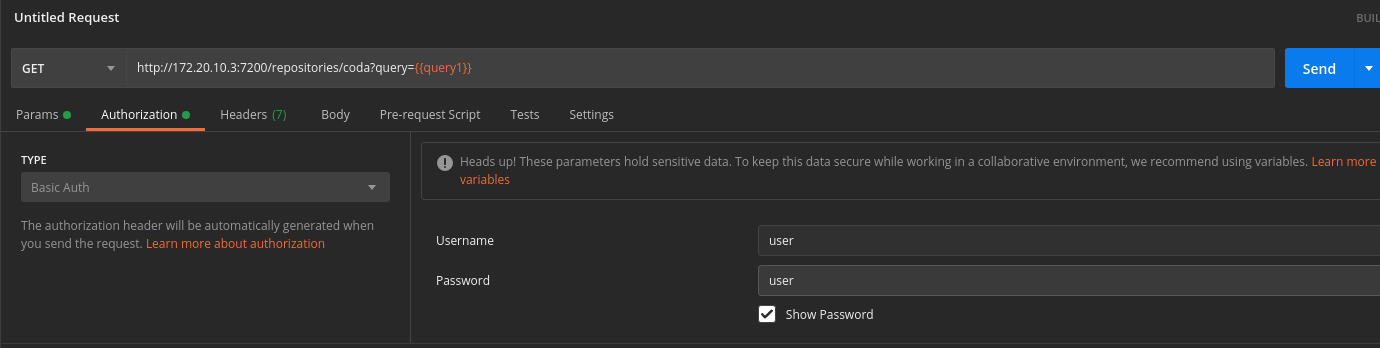 Untitled Request
BUIL
GET
http://172.20.10.3:7200/repositories/coda?query={{query1}}
Send
Params
Authorization
Headers (7)
Body
Pre-request Script
Tests
Settings
TYPE
Basic Auth
The authorization header will be automatically generated when
you send the request. Learn more about authorization
Heads up! These parameters hold sensitive data. To keep this data secure while working in a collaborative environment, we recommend using variables. Learn more
variables
Username
user
Password
user
Show Password